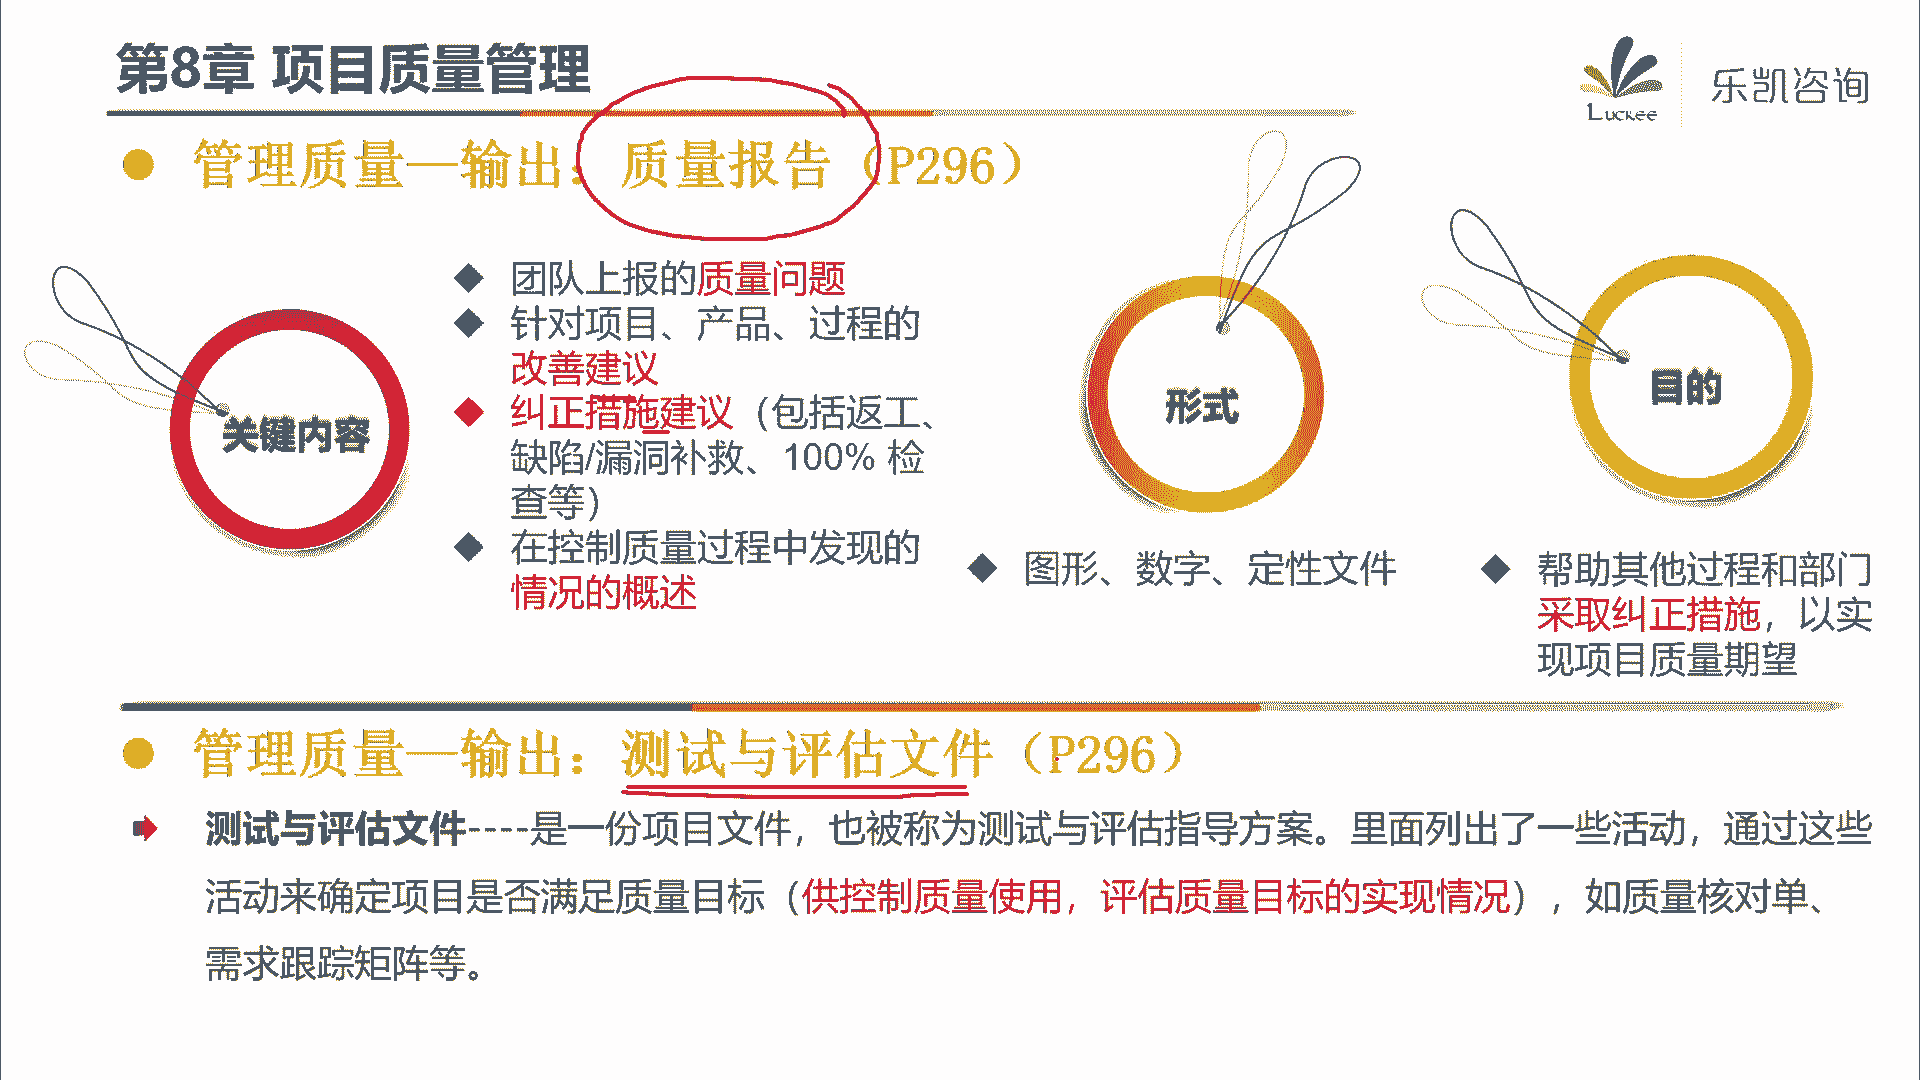 第8章 项目质量管理
Luckee
乐凯咨询
管理质量—输出：质量报告（P296）
关键内容
团队上报的质量问题
针对项目、产品、过程的
改善建议
纠正措施建议（包括返工、
缺陷/漏洞补救、100% 检
查等）
在控制质量过程中发现的
情况的概述
形式
图形、数字、定性文件
目的
帮助其他过程和部门
采取纠正措施，以实
现项目质量期望
管理质量—输出：测试与评估文件（P296）
测试与评估文件----是一份项目文件，也被称为测试与评估指导方案。里面列出了一些活动，通过这些
活动来确定项目是否满足质量目标（供控制质量使用，评估质量目标的实现情况），如质量核对单、
需求跟踪矩阵等。